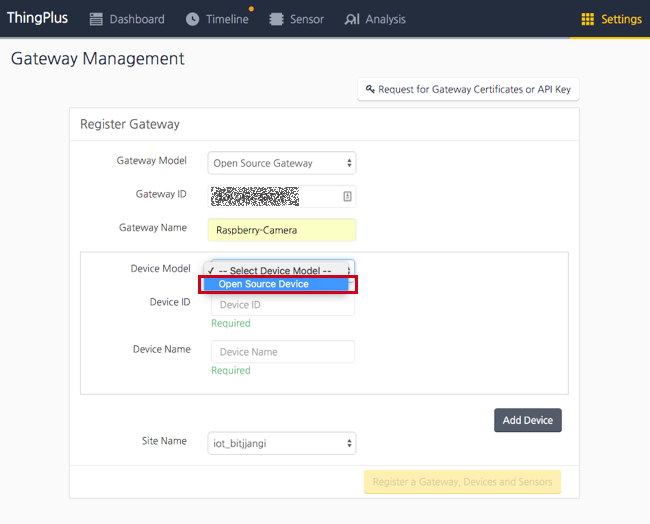 ThingPlus Dashboard Timeline Sensor Analysis Settings
Gateway Management
Request for Gateway Certificates or API Key
Register Gateway
Gateway Model Open Source Gateway
Gateway ID
Gateway Name Raspberry-Camera
Device Model ✓ -- Select Device Model --
Open Source Device
Device ID Device ID
Required
Device Name Device Name
Required
Add Device
Site Name iot_bitjjangi
Register a Gateway, Devices and Sensors